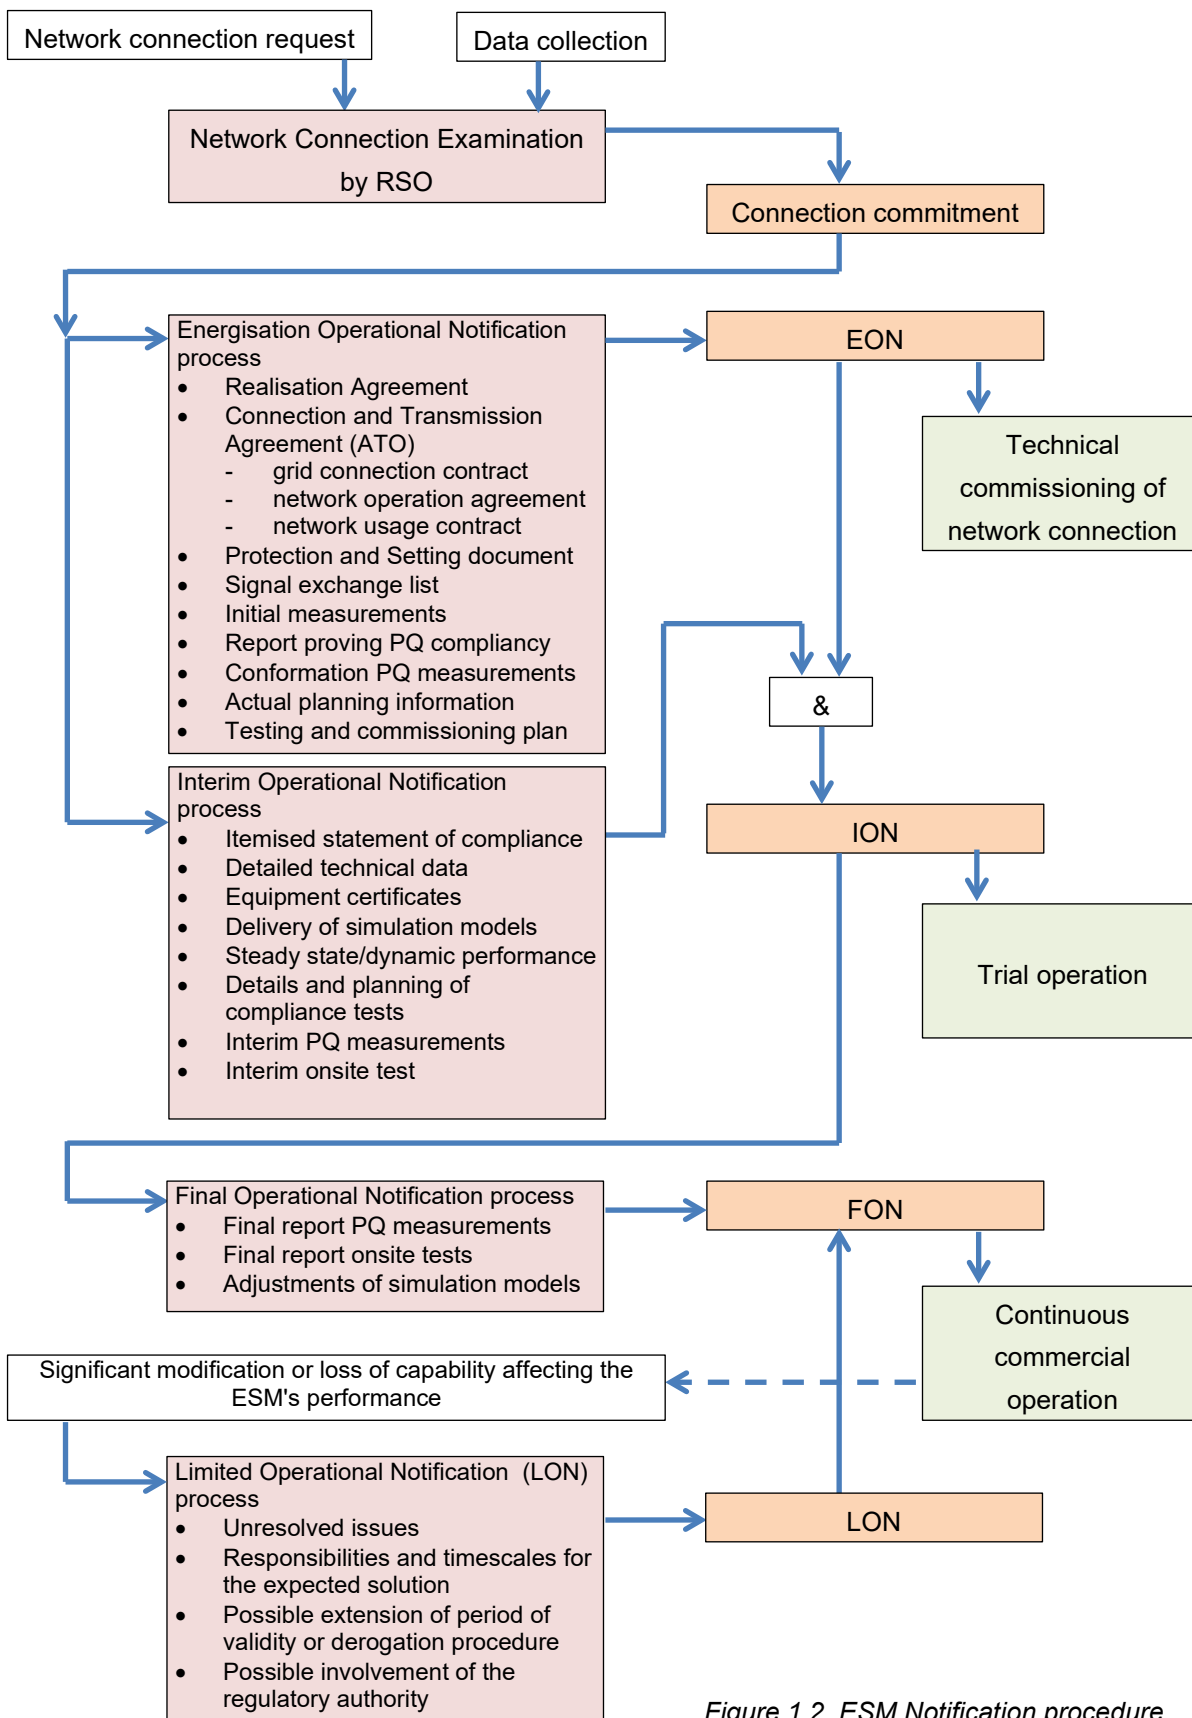 Network connection request
Data collection
Network Connection Examination
by RSO
Connection commitment
Energisation Operational Notification
process
• Realisation Agreement
• Connection and Transmission
Agreement (ATO)
- grid connection contract
- network operation agreement
- network usage contract
• Protection and Setting document
• Signal exchange list
• Initial measurements
• Report proving PQ compliancy
• Conformation PQ measurements
• Actual planning information
• Testing and commissioning plan
EON
Technical
commissioning of
network connection
&
Interim Operational Notification
process
• Itemised statement of compliance
• Detailed technical data
• Equipment certificates
• Delivery of simulation models
• Steady state/dynamic performance
• Details and planning of
compliance tests
• Interim PQ measurements
• Interim onsite test
ION
Trial operation
Final Operational Notification process
• Final report PQ measurements
• Final report onsite tests
• Adjustments of simulation models
FON
Continuous
commercial
operation
Significant modification or loss of capability affecting the
ESM's performance
Limited Operational Notification (LON)
process
• Unresolved issues
• Responsibilities and timescales for
the expected solution
• Possible extension of period of
validity or derogation procedure
• Possible involvement of the
regulatory authority
LON
Figure 1.2 ESM Notification procedure